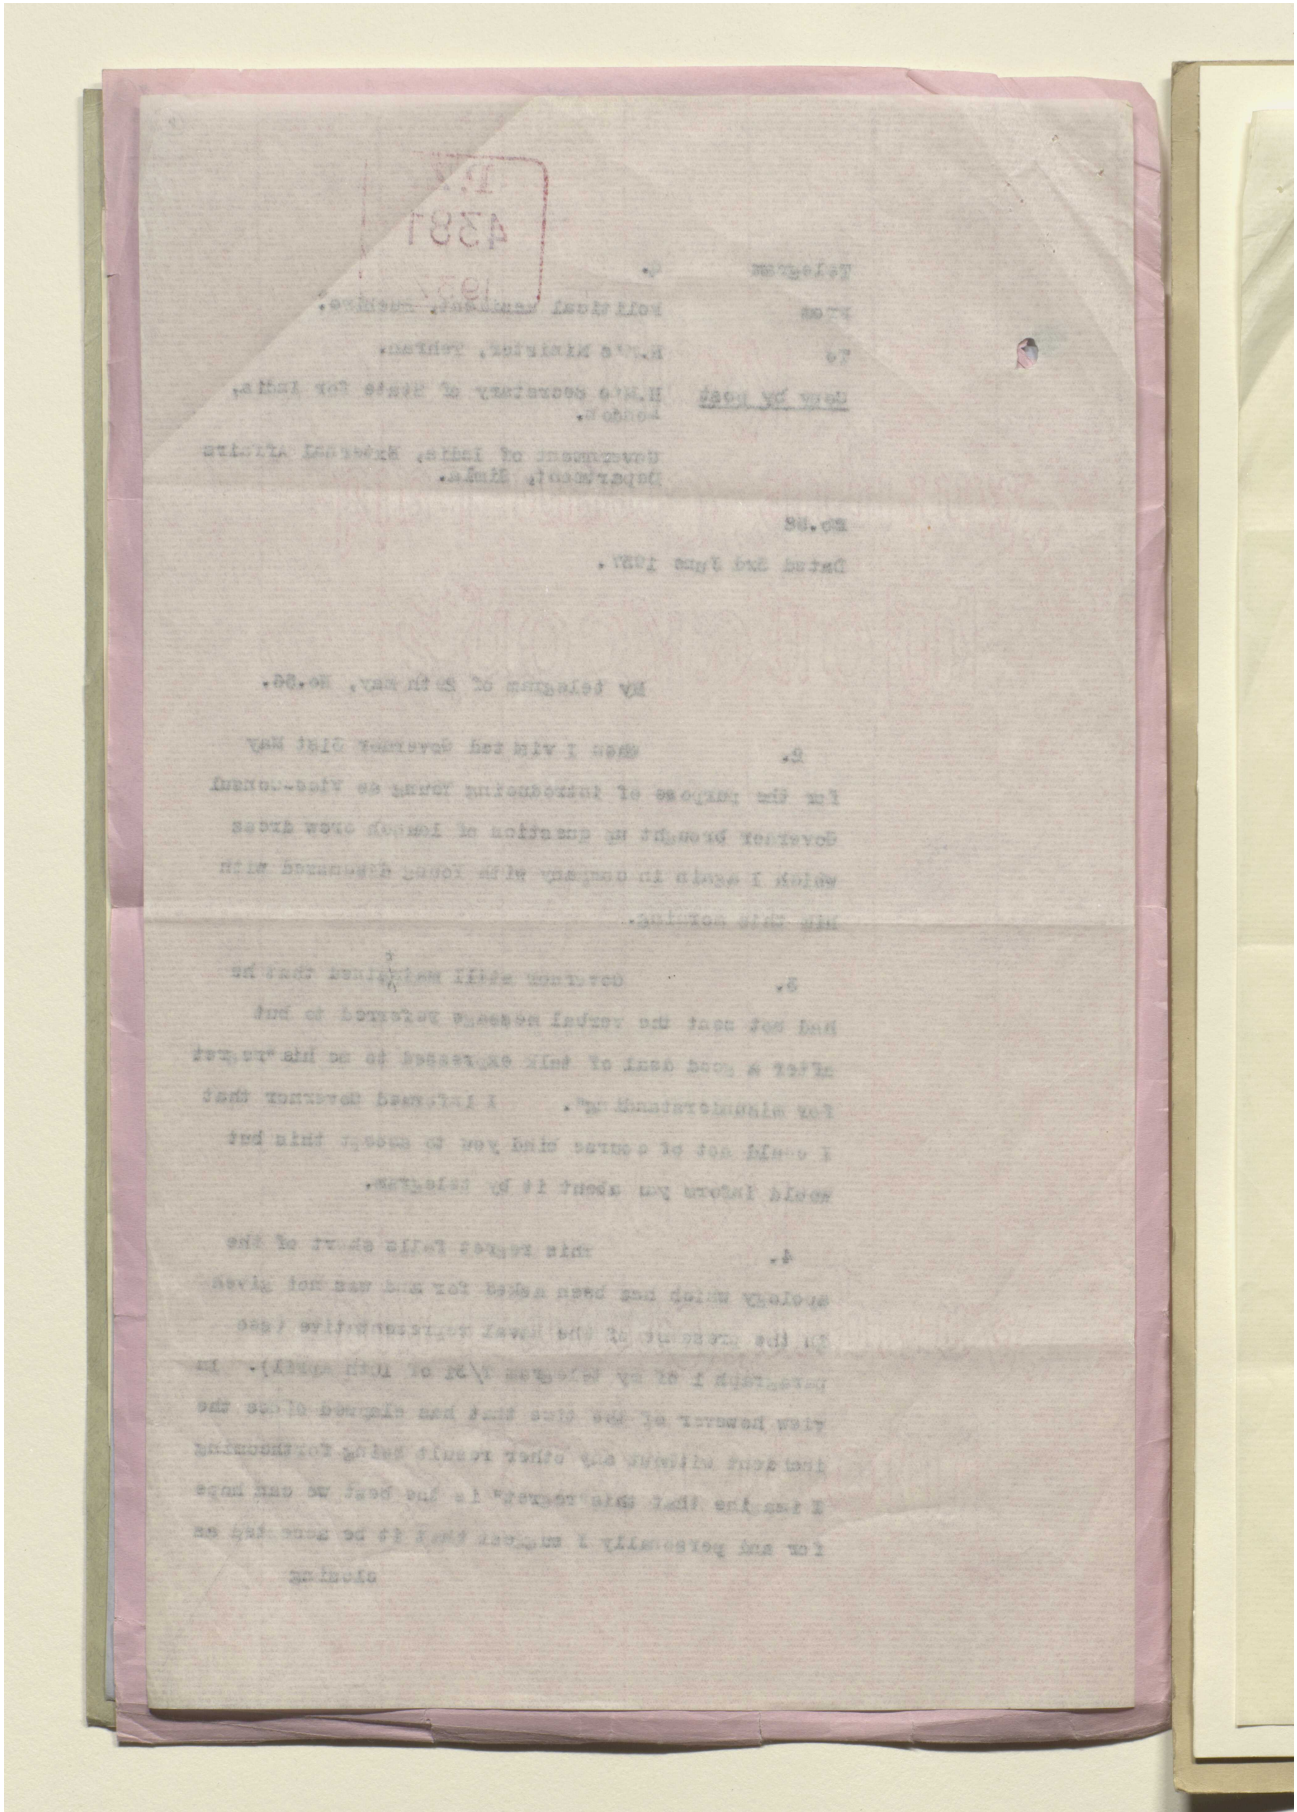 P.Z.
4381
1937
Telegram Q.
From Political Resident, Bushire.
To H.M's Minister, Tehran.
Copy by post H.M's Secretary of State for India,
London.
Government of India, External Affairs
Department, Simla.
No.58
Dated 3rd June 1937.
My telegram of 29th May, No.56.
2. When I visited Governor 31st May
for the purpose of introducing Young as Vice-Consul
Governor brought up question of launch crew dress
which I again in company with Young discussed with
him this morning.
3. Governor still maintained that he
had not sent the verbal message referred to but
after a good deal of talk expressed to me his "regret
for misunderstanding". I informed Governor that
I could not of course bind you to accept this but
would inform you about it by telegram.
4. This regret falls short of the
apology which has been asked for and was not given
in the presence of the Naval representative (see
paragraph 1 of my telegram T/51 of 10th April). In
view however of the time that has elapsed since the
incident without any other result being forthcoming
I imagine that this "regret" is the best we can hope
for and personally I suggest that it be accepted as
closing